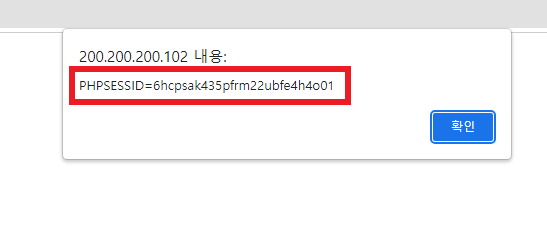 200.200.200.102 내용:
PHPSESSID=6hcpsak435pfrm22ubfe4h4o01
확인